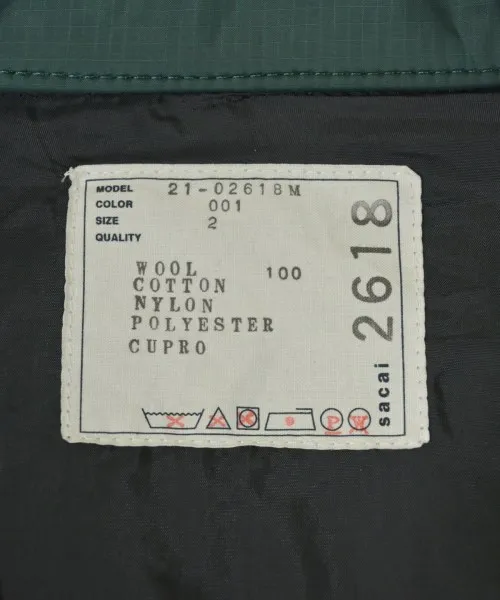 MODEL 21-02618M
COLOR 001
SIZE 2
QUALITY
WOOL 100
COTTON
NYLON
POLYESTER
CUPRO
P W
2618
sacai